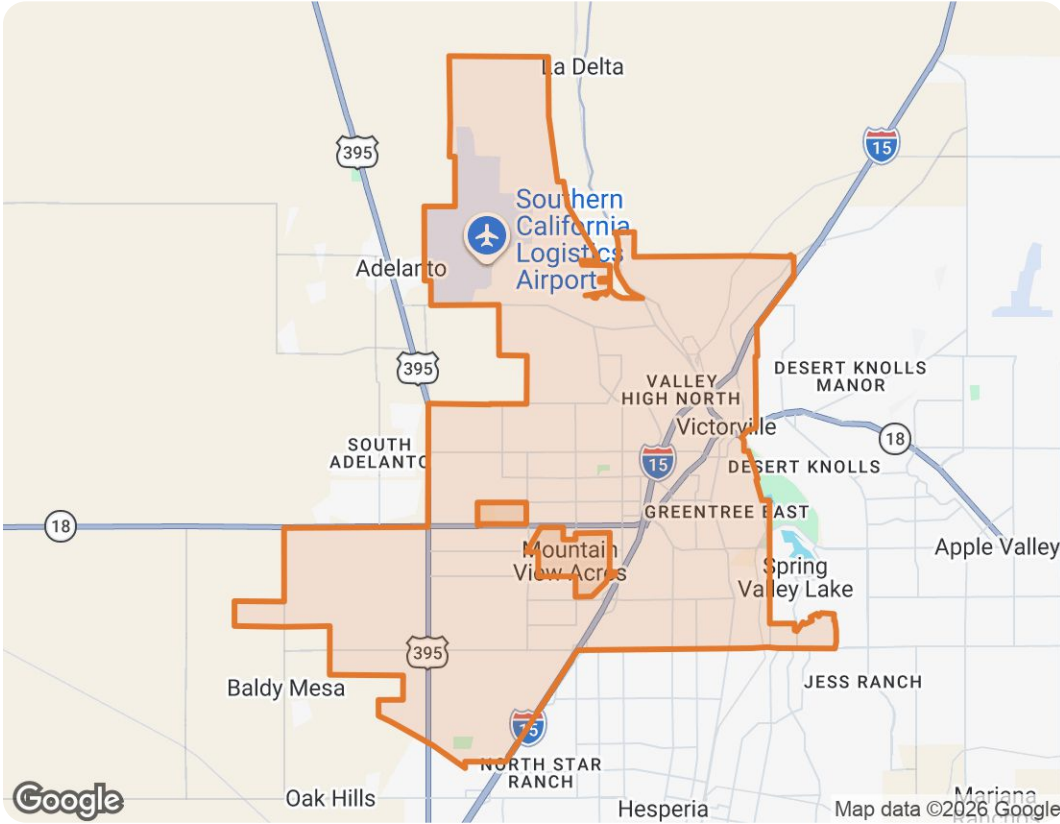 La Delta
395
15
Southern
California
Logistics
Airport
Adelanto
395
DESERT KNOLLS
MANOR
VALLEY
HIGH NORTH
Victorville
18
SOUTH
ADELANTO
15
DESERT KNOLLS
GREENTREE EAST
18
Mountain
View Acres
Apple Valley
Spring
Valley Lake
395
Baldy Mesa
JESS RANCH
15
NORTH STAR
RANCH
Google
Oak Hills
Hesperia
Mariana
Ranchos
Map data ©2026 Google